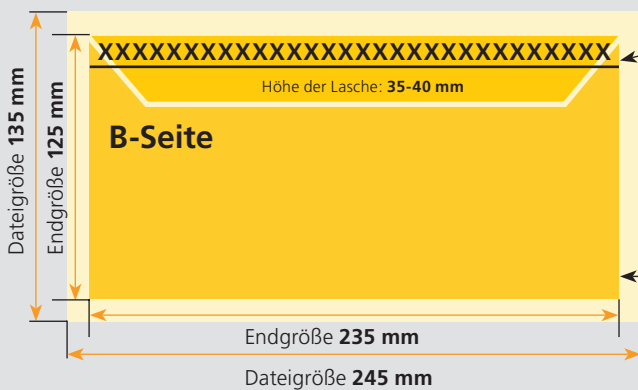 XXXXXXXXXXXXXXXXXXXXXXXXX
Höhe der Lasche: 35-40 mm
B-Seite
Dateigröße 135 mm
Endgröße 125 mm
Endgröße 235 mm
Dateigröße 245 mm